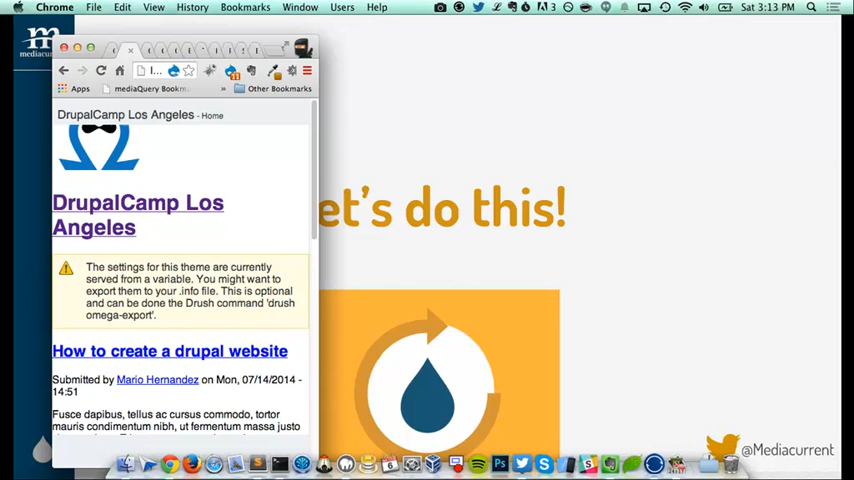 Chrome File Edit View History Bookmarks Window Users Help
3 Sat 3:13 PM
m
mediacurrent
Apps mediaQuery Bookm » Other Bookmarks
DrupalCamp Los Angeles - Home
DrupalCamp Los
Angeles
The settings for this theme are currently
served from a variable. You might want to
export them to your .info file. This is optional
and can be done the Drush command 'drush
omega-export'.
How to create a drupal website
Submitted by Mario Hernandez on Mon, 07/14/2014 -
14:51
Fusce dapibus, tellus ac cursus commodo, tortor
mauris condimentum nibh, ut fermentum massa justo
et's do this!
@Mediacurrent